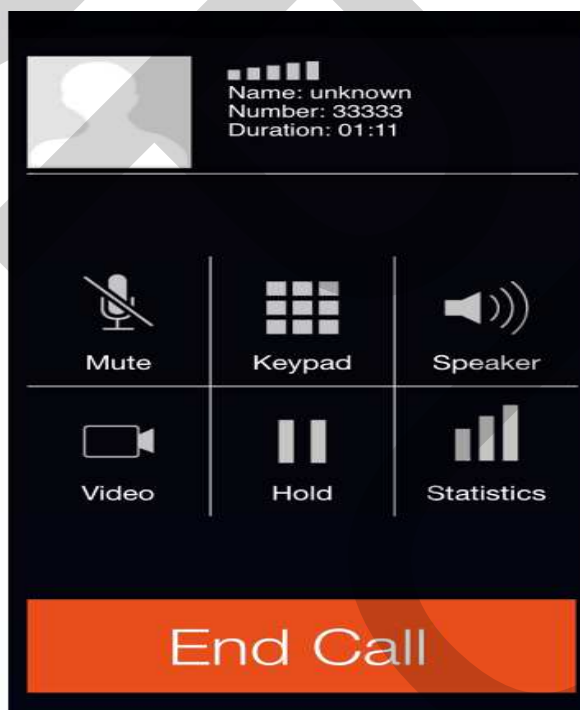 Name: unknown
Number: 33333
Duration: 01:11
Mute Keypad Speaker
Video Hold Statistics
End Call